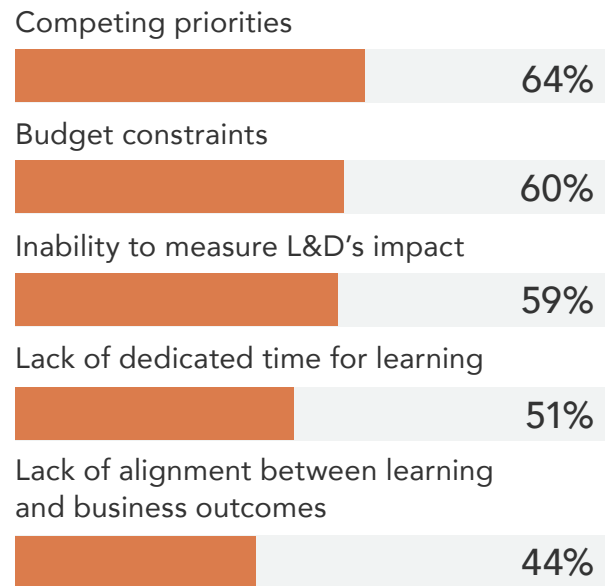 Competing priorities
64%
Budget constraints
60%
Inability to measure L&D’s impact
59%
Lack of dedicated time for learning
51%
Lack of alignment between learning
and business outcomes
44%